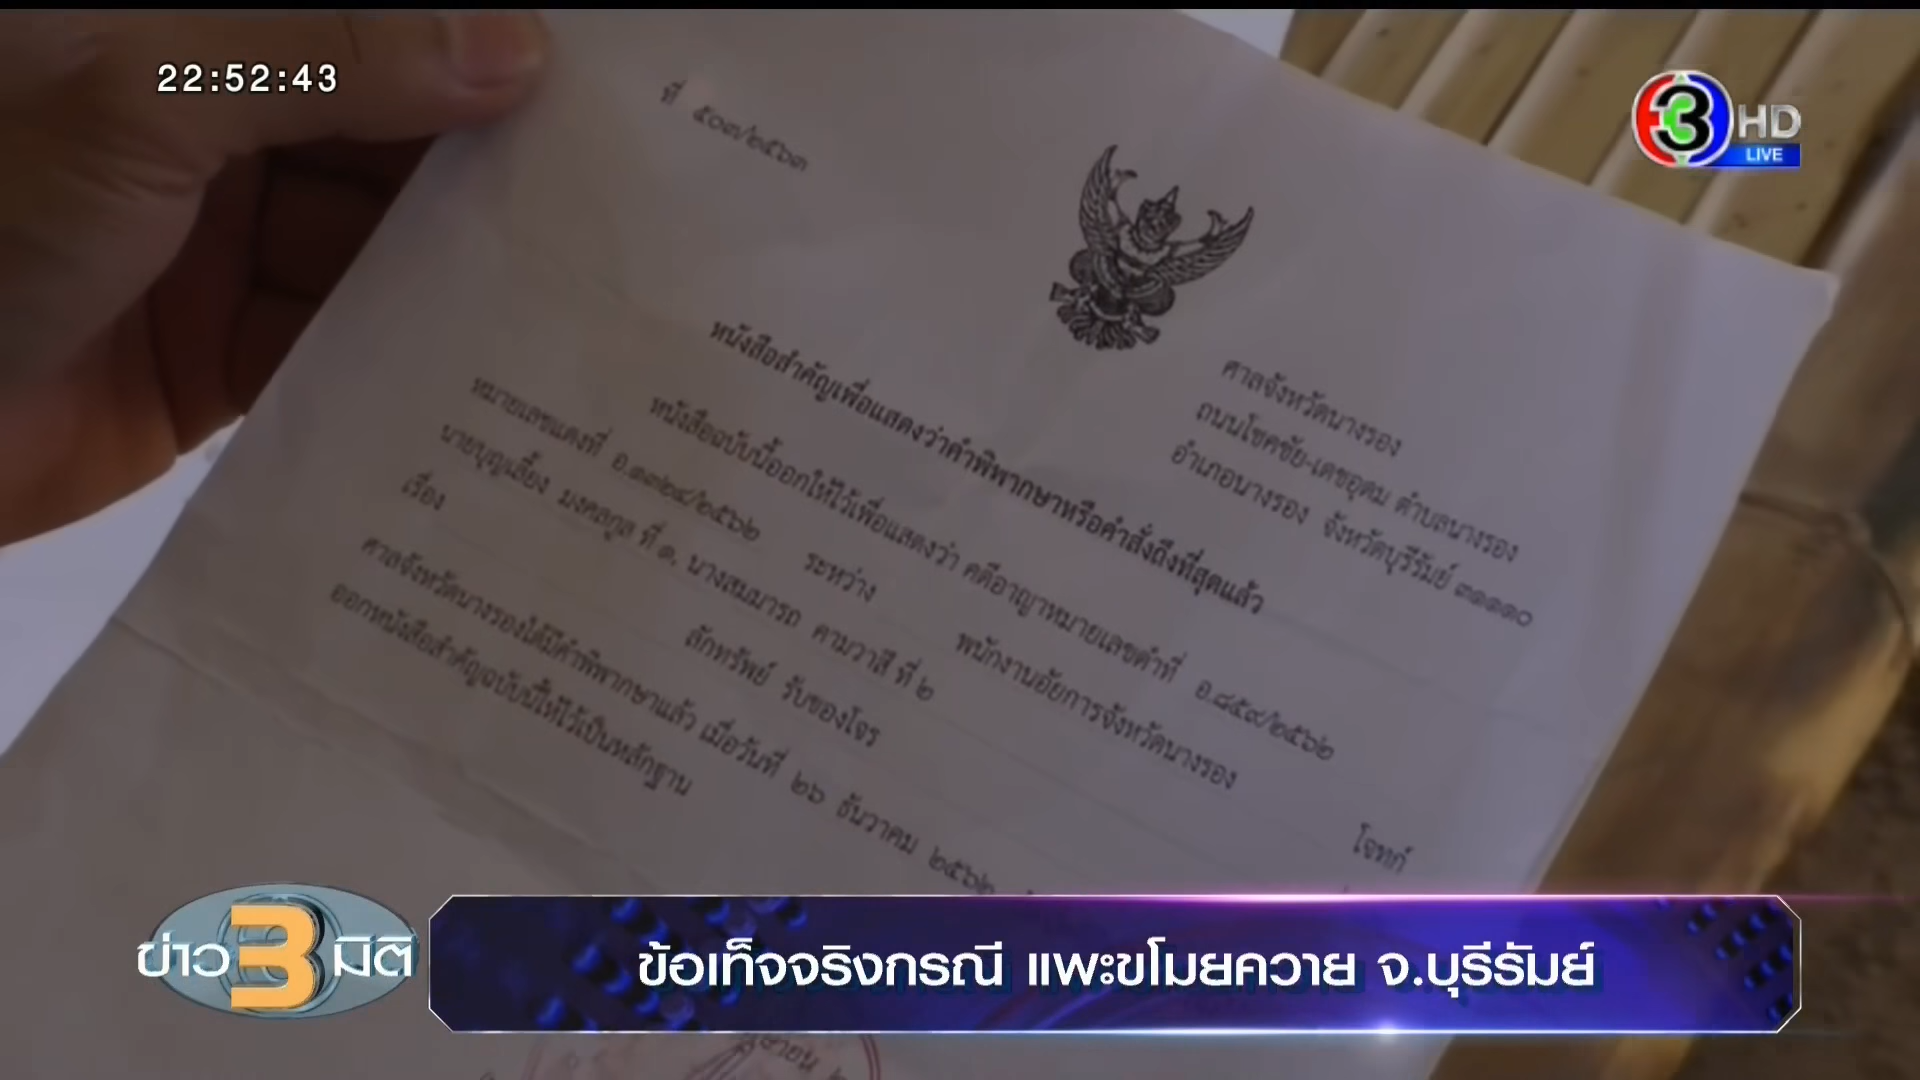 22:52:43
3 HD
LIVE
ที่ ๕๐๓/๒๕๖๓
ศาลจังหวัดนางรอง
ถนนโชคชัย-เดชอุดม ตำบลนางรอง
อำเภอนางรอง จังหวัดบุรีรัมย์ ๓๑๑๑๐
หนังสือสำคัญเพื่อแสดงว่าคำพิพากษาหรือคำสั่งถึงที่สุดแล้ว
หนังสือฉบับนี้ออกให้ไว้เพื่อแสดงว่า คดีอาญาหมายเลขดำที่ อ.๘๕๙/๒๕๖๒
หมายเลขแดงที่ อ.๑๓๒๘/๒๕๖๒ ระหว่าง พนักงานอัยการจังหวัดนางรอง โจทก์
นายบุญเลี้ยง มงคลกูล ที่ ๑, นางสมมารถ คามวาสี ที่ ๒
เรื่อง ลักทรัพย์ รับของโจร
ศาลจังหวัดนางรองได้มีคำพิพากษาแล้ว เมื่อวันที่ ๒๖ ธันวาคม ๒๕๖๒
ออกหนังสือสำคัญฉบับนี้ให้ไว้เป็นหลักฐาน
ข่าว 3 มิติ
ข้อเท็จจริงกรณี แพะขโมยควาย จ.บุรีรัมย์